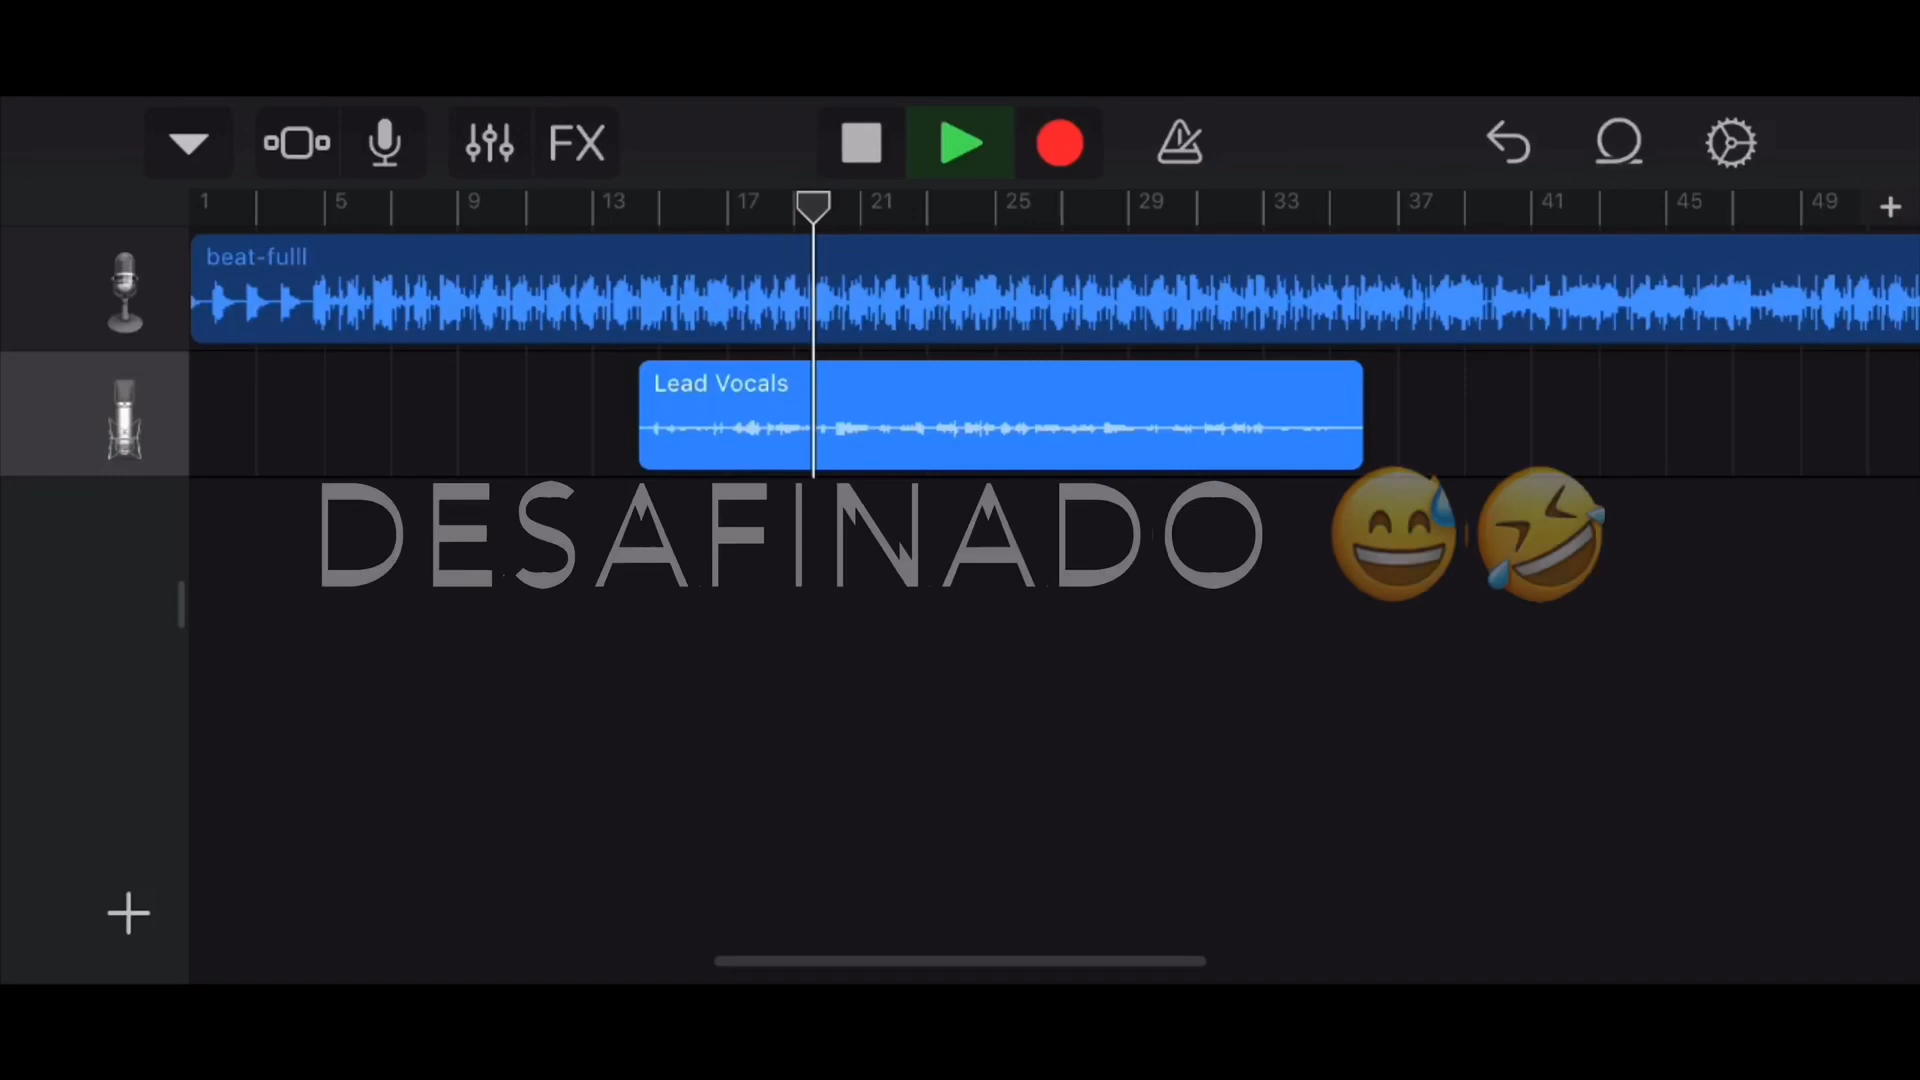 FX
1 5 9 13 17 21 25 29 33 37 41 45 49
beat-fulll
Lead Vocals
DESAFINADO 😅🤣